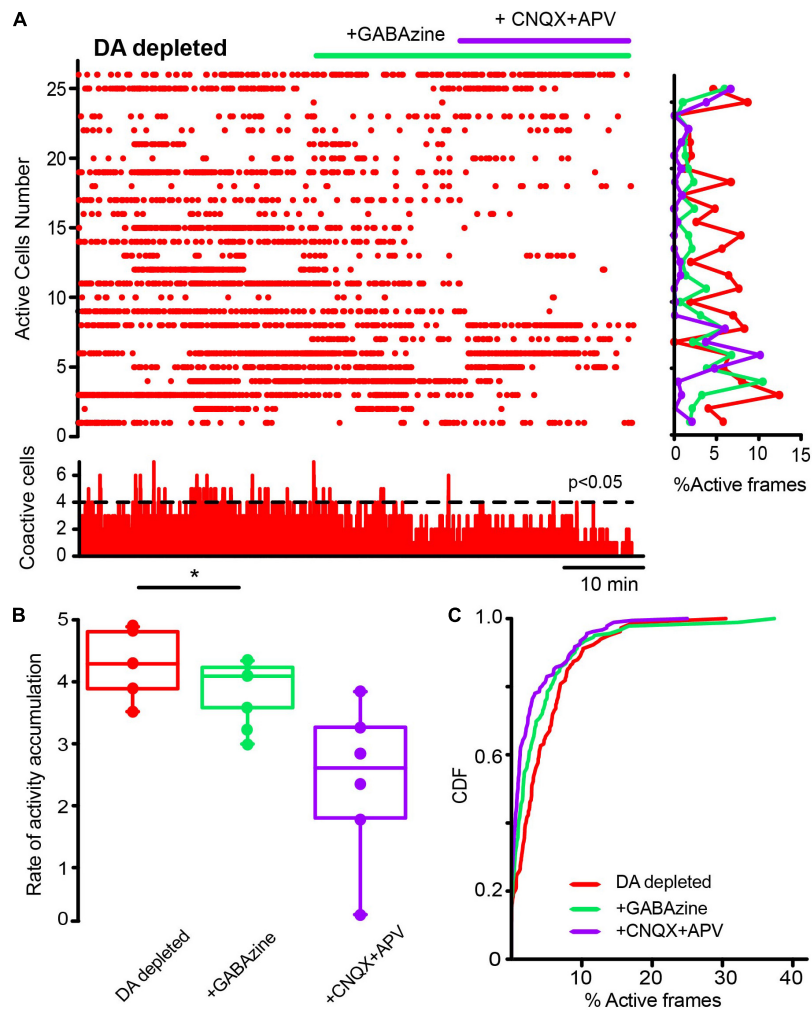 A
DA depleted
+GABAzine
+ CNQX+APV
Active Cells Number
25
20
15
10
5
0
0 5 10 15
%Active frames
Coactive cells
6
4
2
0
p<0.05
10 min
*
B
Rate of activity accumulation
5
4
3
2
1
0
DA depleted
+GABAzine
+CNQX+APV
C
CDF
1.0
0.6
0.2
DA depleted
+GABAzine
+CNQX+APV
10 20 30 40
% Active frames